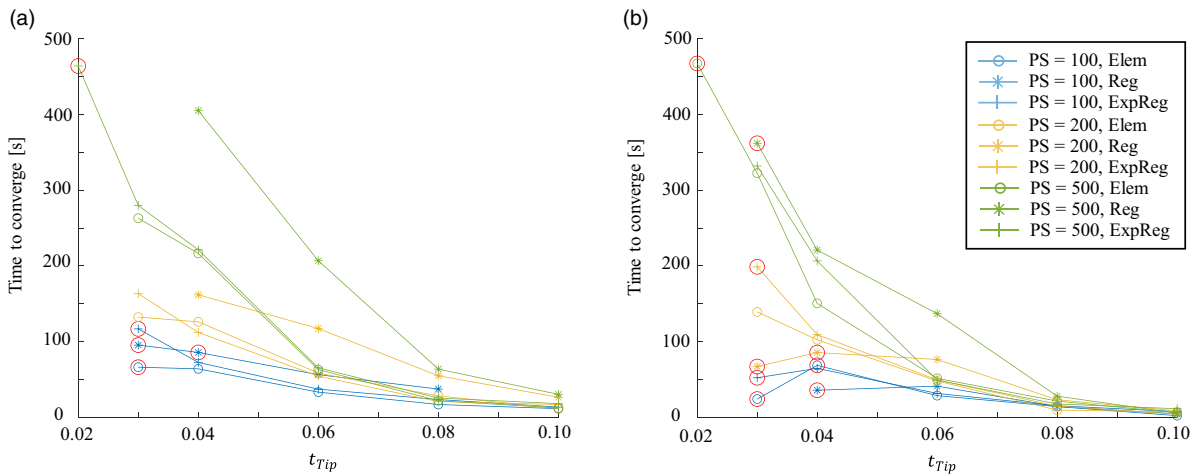 (a)
500
400
300
200
100
0
Time to converge [s]
0.02 0.04 0.06 0.08 0.10
t_Tip
(b)
500
400
300
200
100
0
Time to converge [s]
0.02 0.04 0.06 0.08 0.10
t_Tip
PS = 100, Elem
PS = 100, Reg
PS = 100, ExpReg
PS = 200, Elem
PS = 200, Reg
PS = 200, ExpReg
PS = 500, Elem
PS = 500, Reg
PS = 500, ExpReg